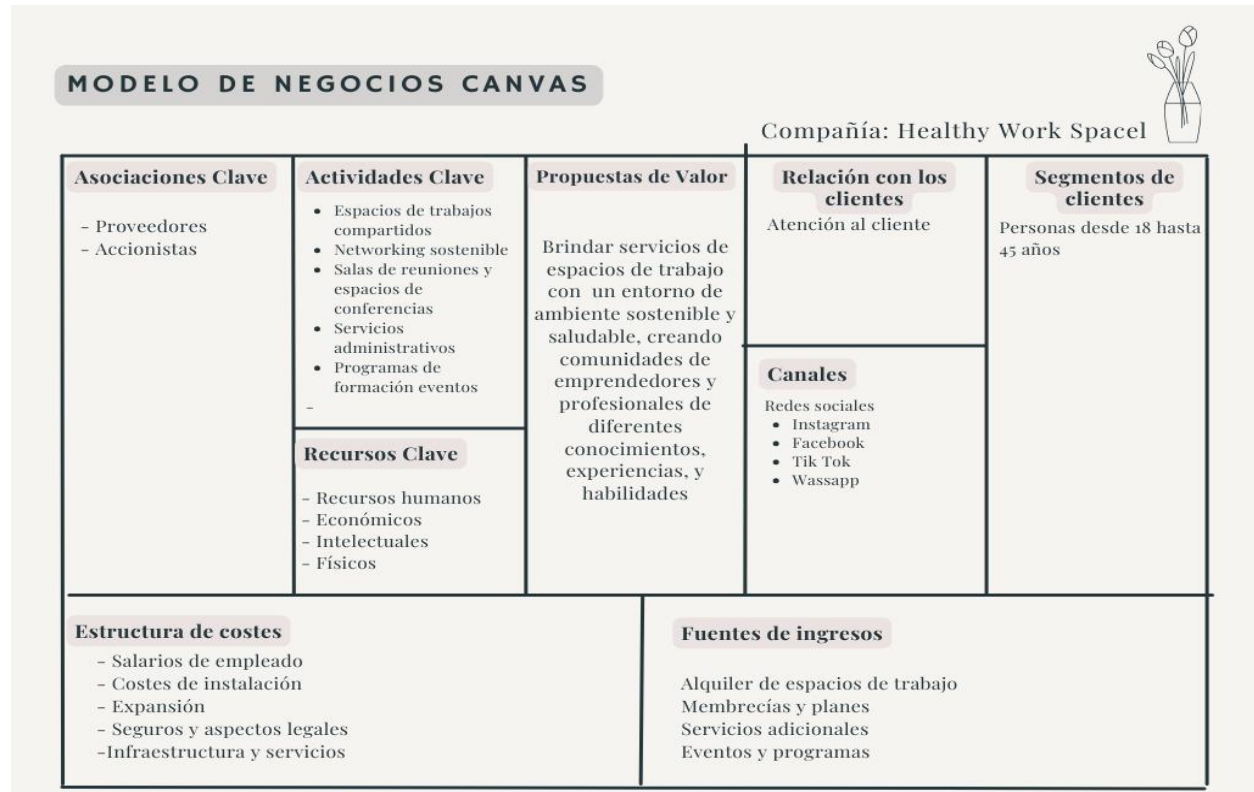 MODELO DE NEGOCIOS CANVAS
Compañía: Healthy Work Spacel
Asociaciones Clave
- Proveedores
- Accionistas
Actividades Clave
• Espacios de trabajos
compartidos
• Networking sostenible
• Salas de reuniones y
espacios de
conferencias
• Servicios
administrativos
• Programas de
formación eventos
-
Recursos Clave
- Recursos humanos
- Económicos
- Intelectuales
- Físicos
Propuestas de Valor
Brindar servicios de
espacios de trabajo
con un entorno de
ambiente sostenible y
saludable, creando
comunidades de
emprendedores y
profesionales de
diferentes
conocimientos,
experiencias, y
habilidades
Relación con los
clientes
Atención al cliente
Canales
Redes sociales
• Instagram
• Facebook
• Tik Tok
• Wassapp
Segmentos de
clientes
Personas desde 18 hasta
45 años
Estructura de costes
- Salarios de empleado
- Costes de instalación
- Expansión
- Seguros y aspectos legales
-Infraestructura y servicios
Fuentes de ingresos
Alquiler de espacios de trabajo
Membrecías y planes
Servicios adicionales
Eventos y programas